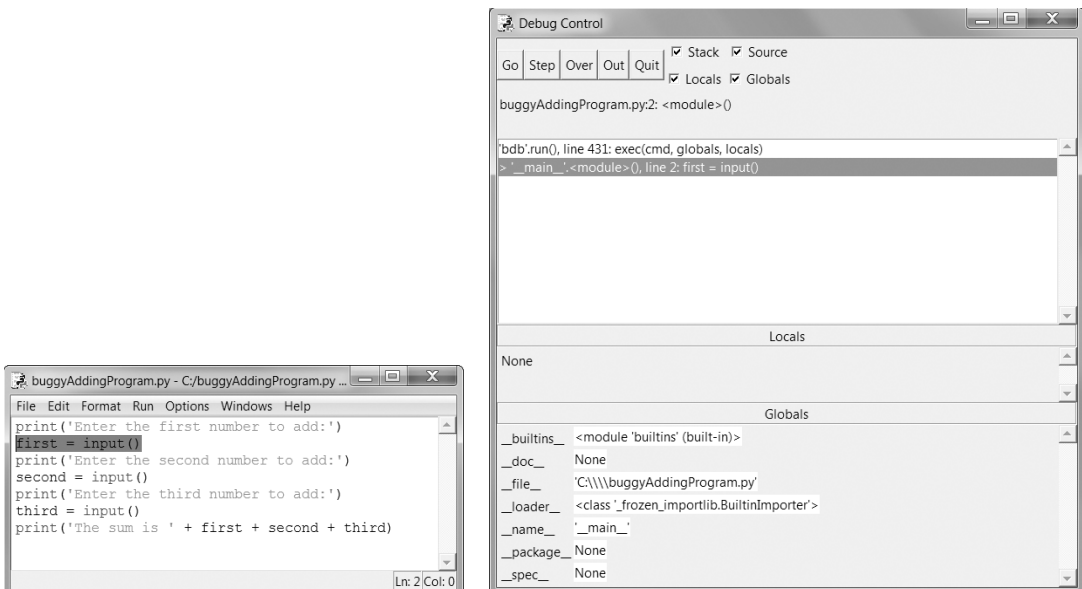 Debug Control
Go Step Over Out Quit
Stack Source
Locals Globals
buggyAddingProgram.py:2: <module>()
'bdb'.run(), line 431: exec(cmd, globals, locals)
> '__main__'.<module>(), line 2: first = input()
Locals
None
Globals
__builtins__ <module 'builtins' (built-in)>
__doc__ None
__file__ 'C:\\\\buggyAddingProgram.py'
__loader__ <class '_frozen_importlib.BuiltinImporter'>
__name__ '__main__'
__package__ None
__spec__ None
buggyAddingProgram.py - C:/buggyAddingProgram.py ...
File Edit Format Run Options Windows Help
print('Enter the first number to add:')
first = input()
print('Enter the second number to add:')
second = input()
print('Enter the third number to add:')
third = input()
print('The sum is ' + first + second + third)
Ln: 2 Col: 0